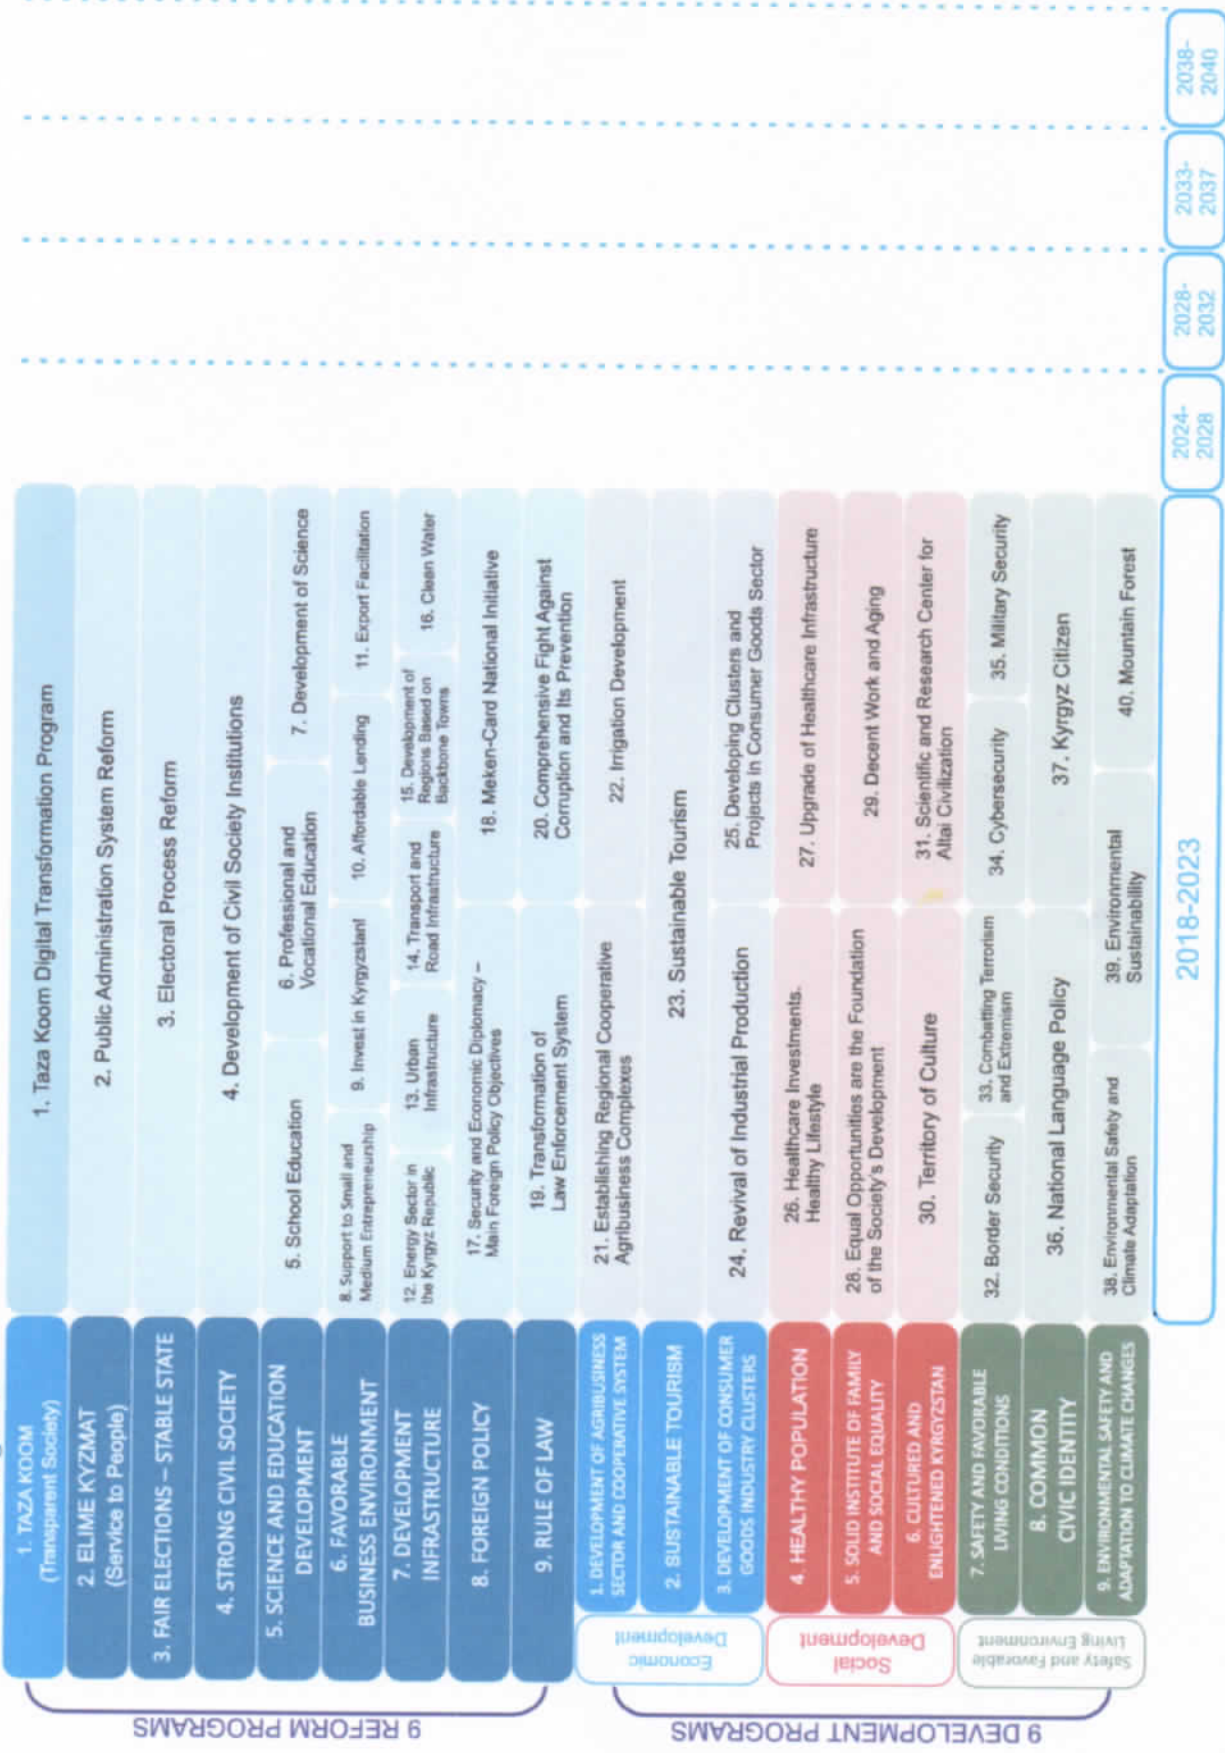 9 REFORM PROGRAMS
1. TAZA KOOM
(Transparent Society)
1. Taza Koom Digital Transformation Program
2. ELIME KYZMAT
(Service to People)
2. Public Administration System Reform
3. FAIR ELECTIONS – STABLE STATE
3. Electoral Process Reform
4. STRONG CIVIL SOCIETY
4. Development of Civil Society Institutions
5. SCIENCE AND EDUCATION
DEVELOPMENT
5. School Education
6. Professional and
Vocational Education
7. Development of Science
6. FAVORABLE
BUSINESS ENVIRONMENT
8. Support to Small and
Medium Entrepreneurship
9. Invest in Kyrgyzstan!
10. Affordable Lending
11. Export Facilitation
7. DEVELOPMENT
INFRASTRUCTURE
12. Energy Sector in
the Kyrgyz Republic
13. Urban
Infrastructure
14. Transport and
Road Infrastructure
15. Development of
Regions Based on
Backbone Towns
16. Clean Water
8. FOREIGN POLICY
17. Security and Economic Diplomacy –
Main Foreign Policy Objectives
18. Meken-Card National Initiative
9. RULE OF LAW
19. Transformation of
Law Enforcement System
20. Comprehensive Fight Against
Corruption and Its Prevention
9 DEVELOPMENT PROGRAMS
Economic
Development
1. DEVELOPMENT OF AGRIBUSINESS
SECTOR AND COOPERATIVE SYSTEM
21. Establishing Regional Cooperative
Agribusiness Complexes
22. Irrigation Development
2. SUSTAINABLE TOURISM
23. Sustainable Tourism
3. DEVELOPMENT OF CONSUMER
GOODS INDUSTRY CLUSTERS
24. Revival of Industrial Production
25. Developing Clusters and
Projects in Consumer Goods Sector
Social
Development
4. HEALTHY POPULATION
26. Healthcare Investments.
Healthy Lifestyle
27. Upgrade of Healthcare Infrastructure
5. SOLID INSTITUTE OF FAMILY
AND SOCIAL EQUALITY
28. Equal Opportunities are the Foundation
of the Society's Development
29. Decent Work and Aging
6. CULTURED AND
ENLIGHTENED KYRGYZSTAN
30. Territory of Culture
31. Scientific and Research Center for
Altai Civilization
Safety and Favorable
Living Environment
7. SAFETY AND FAVORABLE
LIVING CONDITIONS
32. Border Security
33. Combatting Terrorism
and Extremism
34. Cybersecurity
35. Military Security
8. COMMON
CIVIC IDENTITY
36. National Language Policy
37. Kyrgyz Citizen
9. ENVIRONMENTAL SAFETY AND
ADAPTATION TO CLIMATE CHANGES
38. Environmental Safety and
Climate Adaptation
39. Environmental
Sustainability
40. Mountain Forest
2018-2023
2024-
2028
2028-
2032
2033-
2037
2038-
2040